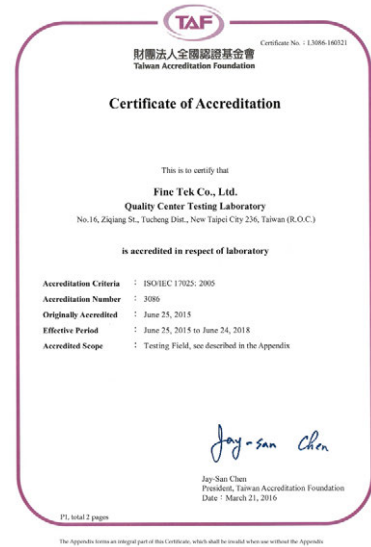 TAF
Certificate No. : L3086-160321
財團法人全國認證基金會
Taiwan Accreditation Foundation
Certificate of Accreditation
This is to certify that
Fine Tek Co., Ltd.
Quality Center Testing Laboratory
No.16, Ziqiang St., Tucheng Dist., New Taipei City 236, Taiwan (R.O.C.)
is accredited in respect of laboratory
Accreditation Criteria : ISO/IEC 17025: 2005
Accreditation Number : 3086
Originally Accredited : June 25, 2015
Effective Period : June 25, 2015 to June 24, 2018
Accredited Scope : Testing Field, see described in the Appendix
Jay-san Chen
Jay-San Chen
President, Taiwan Accreditation Foundation
Date : March 21, 2016
P1, total 2 pages
The Appendix forms an integral part of this Certificate, which shall be invalid when use without the Appendix